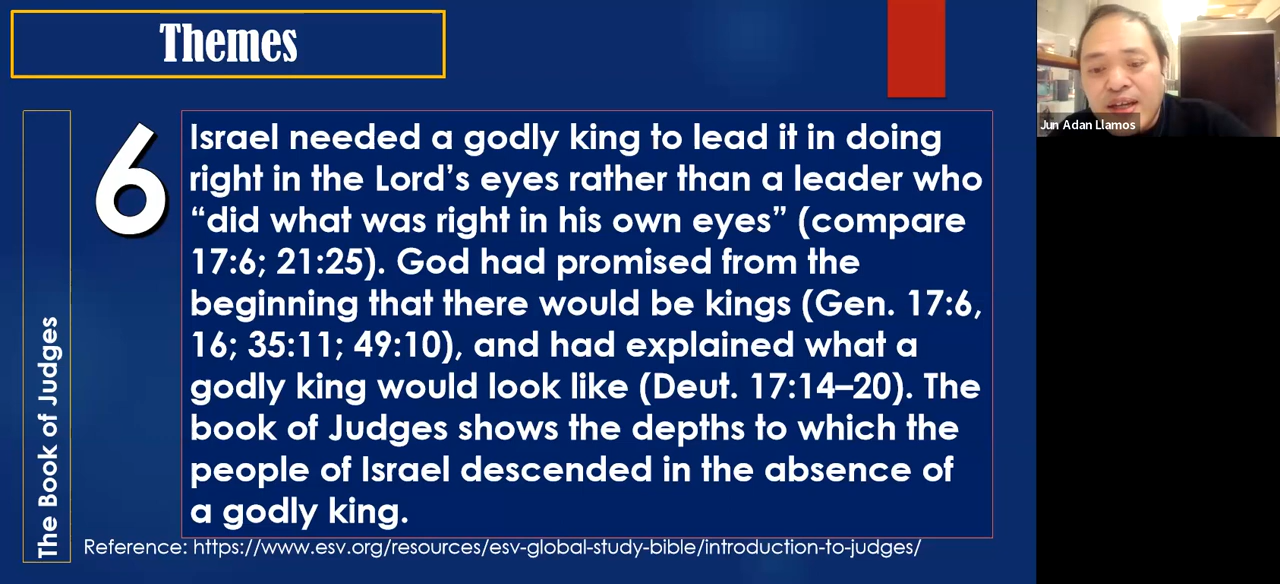 Themes
The Book of Judges
6
Israel needed a godly king to lead it in doing
right in the Lord’s eyes rather than a leader who
“did what was right in his own eyes” (compare
17:6; 21:25). God had promised from the
beginning that there would be kings (Gen. 17:6,
16; 35:11; 49:10), and had explained what a
godly king would look like (Deut. 17:14–20). The
book of Judges shows the depths to which the
people of Israel descended in the absence of
a godly king.
Reference: https://www.esv.org/resources/esv-global-study-bible/introduction-to-judges/
Jun Adan Llamos